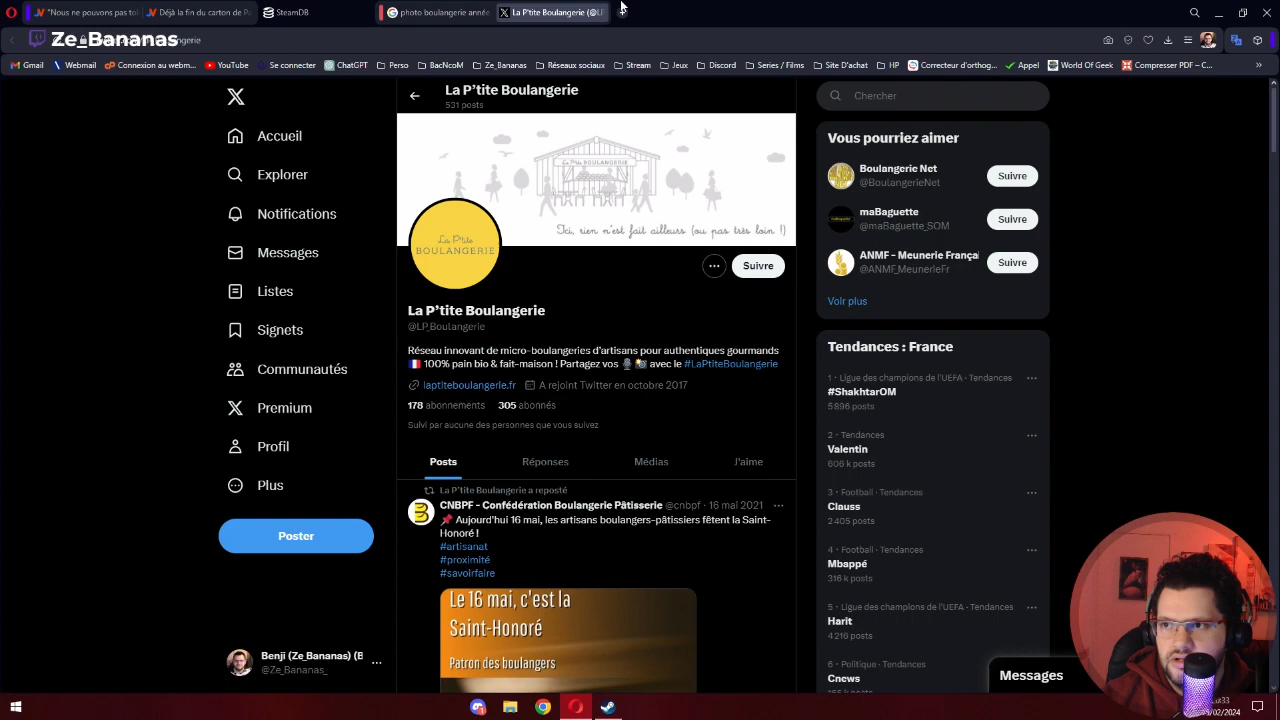 "Nous ne pouvons pas tol
Déjà la fin du carton de Pa
SteamDB
photo boulangerie année
La P'tite Boulangerie (@LP
Ze_Bananas
Gmail
Webmail
Connexion au webm...
YouTube
Se connecter
ChatGPT
Perso
BacNcoM
Ze_Bananas
Réseaux sociaux
Stream
Jeux
Discord
Series / Films
Site D'achat
HP
Correcteur d'orthog...
Appel
World Of Geek
Compresser PDF – C...
»
Accueil
Explorer
Notifications
Messages
Listes
Signets
Communautés
Premium
Profil
Plus
Poster
Benji (Ze_Bananas) (B
@Ze_Bananas_
La P'tite Boulangerie
531 posts
La P'tite BOULANGERIE
Ici, rien n'est fait ailleurs (ou pas très loin !)
La P'tite
BOULANGERIE
Suivre
La P'tite Boulangerie
@LP_Boulangerie
Réseau innovant de micro-boulangeries d'artisans pour authentiques gourmands
🇫🇷 100% pain bio & fait-maison ! Partagez vos 🎙️ 📸 avec le #LaPtiteBoulangerie
laptiteboulangerie.fr A rejoint Twitter en octobre 2017
178 abonnements 305 abonnés
Suivi par aucune des personnes que vous suivez
Posts Réponses Médias J'aime
La P'tite Boulangerie a reposté
CNBPF - Confédération Boulangerie Pâtisserie @cnbpf · 16 mai 2021
📌 Aujourd'hui 16 mai, les artisans boulangers-pâtissiers fêtent la Saint-
Honoré !
#artisanat
#proximité
#savoirfaire
Le 16 mai, c'est la
Saint-Honoré
Patron des boulangers
Chercher
Vous pourriez aimer
Boulangerie Net
@BoulangerieNet
Suivre
maBaguette
@maBaguette_SOM
Suivre
ANMF - Meunerie Françai
@ANMF_MeunerieFr
Suivre
Voir plus
Tendances : France
1 · Ligue des champions de l'UEFA · Tendances
#ShakhtarOM
5 896 posts
2 · Tendances
Valentin
606 k posts
3 · Football · Tendances
Clauss
2 405 posts
4 · Football · Tendances
Mbappé
316 k posts
5 · Ligue des champions de l'UEFA · Tendances
Harit
4 216 posts
6 · Politique · Tendances
Cnews
Messages